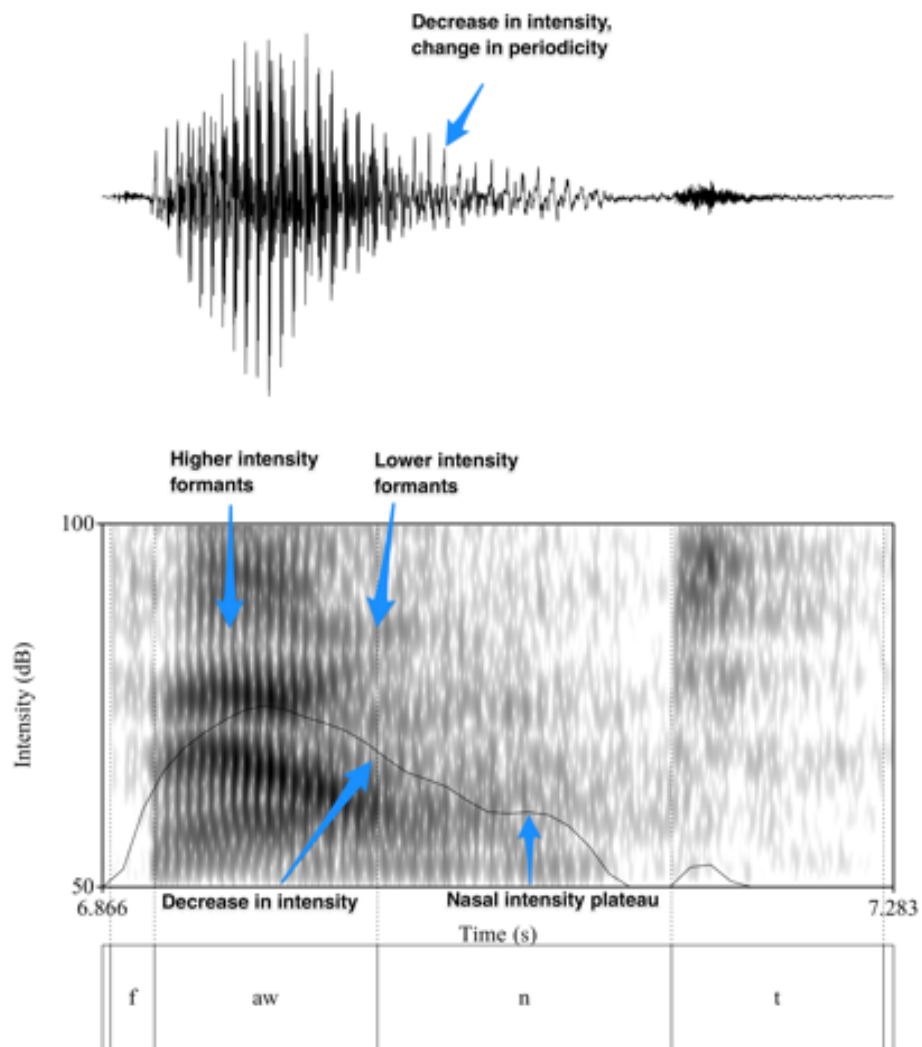 Decrease in intensity,
change in periodicity
Higher intensity
formants
Lower intensity
formants
100
Intensity (dB)
50
Decrease in intensity
Nasal intensity plateau
6.866
7.283
Time (s)
f
aw
n
t